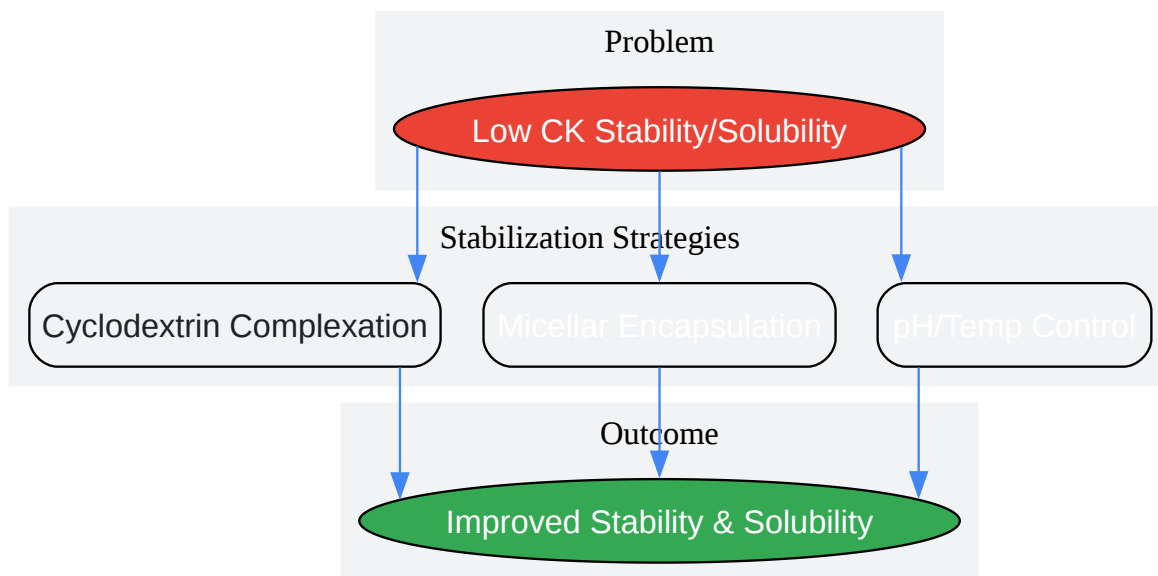 Problem
Low CK Stability/Solubility
Stabilization Strategies
Cyclodextrin Complexation
Micellar Encapsulation
pH/Temp Control
Outcome
Improved Stability & Solubility